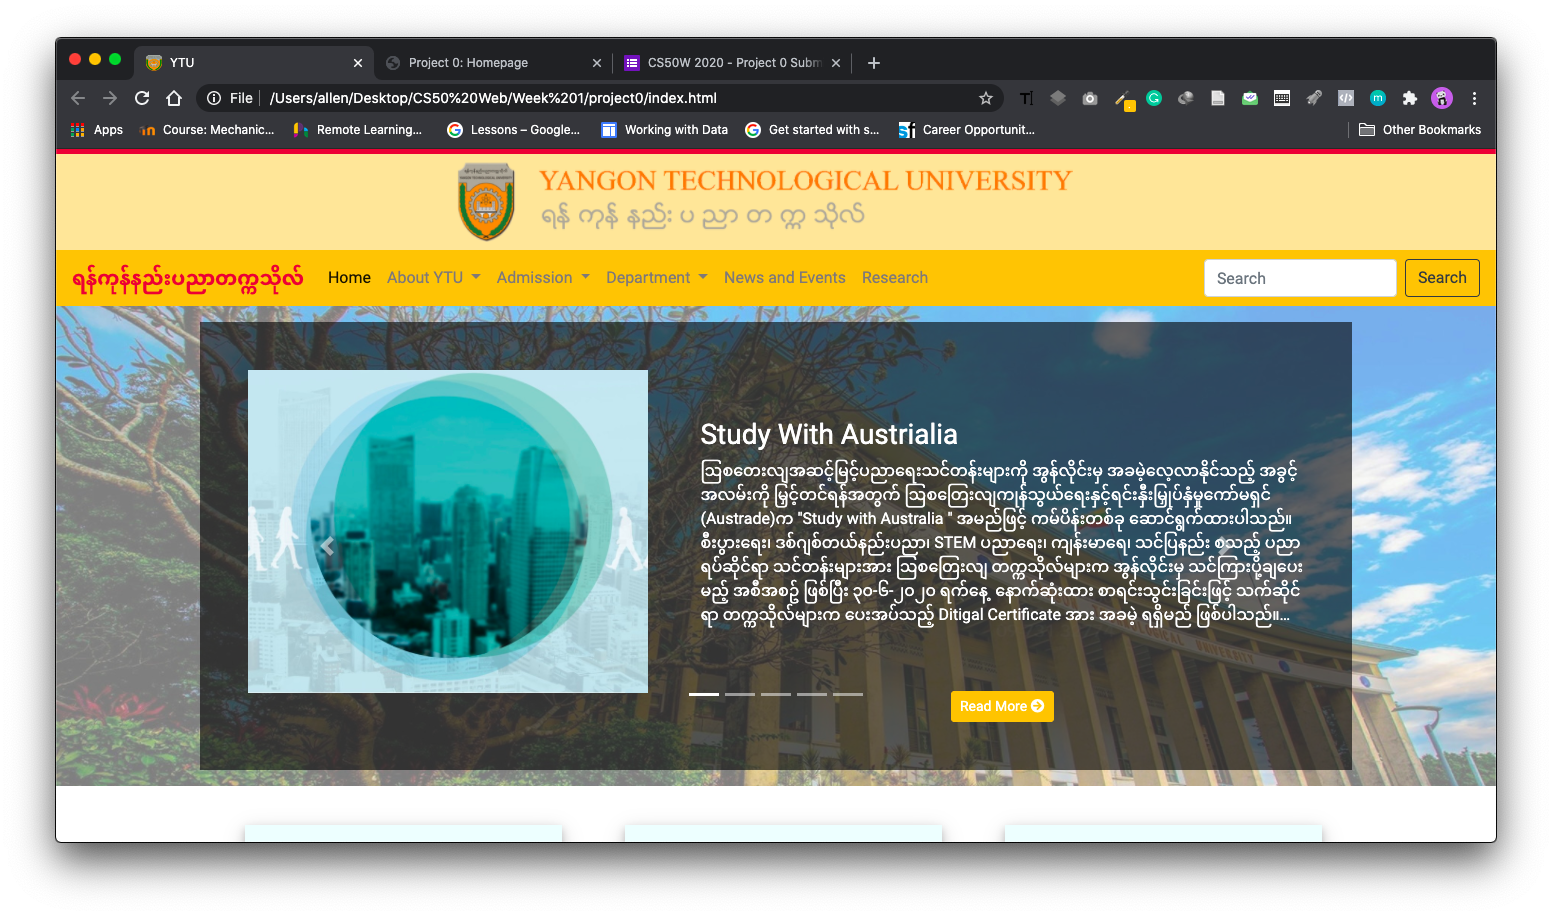 YTU
Project 0: Homepage
CS50W 2020 - Project 0 Subm
File
/Users/allen/Desktop/CS50%20Web/Week%201/project0/index.html
Apps
Course: Mechanic...
Remote Learning...
Lessons – Google...
Working with Data
Get started with s...
Career Opportunit...
Other Bookmarks
YANGON TECHNOLOGICAL UNIVERSITY
ရန် ကုန် နည်း ပ ညာ တ က္က သိုလ်
ရန်ကုန်နည်းပညာတက္ကသိုလ်
Home
About YTU
Admission
Department
News and Events
Research
Search
Search
Study With Austrialia
ဩစတေးလျအဆင့်မြင့်ပညာရေးသင်တန်းများကို အွန်လိုင်းမှ အခမဲ့လေ့လာနိုင်သည့် အခွင့်
အလမ်းကို မြှင့်တင်ရန်အတွက် ဩစတြေးလျကုန်သွယ်ရေးနှင့်ရင်းနှီးမြှုပ်နှံမှုကော်မရှင်
(Austrade)က "Study with Australia " အမည်ဖြင့် ကမ်ပိန်းတစ်ခု ဆောင်ရွက်ထားပါသည်။
စီးပွားရေး၊ ဒစ်ဂျစ်တယ်နည်းပညာ၊ STEM ပညာရေး၊ ကျန်းမာရေး၊ သင်ပြနည်း စသည့် ပညာ
ရပ်ဆိုင်ရာ သင်တန်းများအား ဩစတြေးလျ တက္ကသိုလ်များက အွန်လိုင်းမှ သင်ကြားပို့ချပေး
မည့် အစီအစဥ် ဖြစ်ပြီး ၃၀-၆-၂၀၂၀ ရက်နေ့ နောက်ဆုံးထား စာရင်းသွင်းခြင်းဖြင့် သက်ဆိုင်
ရာ တက္ကသိုလ်များက ပေးအပ်သည့် Ditigal Certificate အား အခမဲ့ ရရှိမည် ဖြစ်ပါသည်။...
Read More